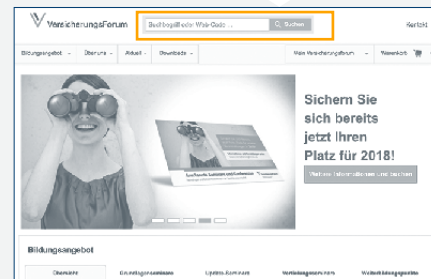 VersicherungsForum
Suchbegriff oder Web-Code ...
Suchen
Kontakt
Bildungsangebot
Über uns
Aktuell
Downloads
Mein Versicherungsforum
Warenkorb
Sichern Sie
sich bereits
jetzt Ihren
Platz für 2018!
Weitere Informationen und buchen
Bildungsangebot
Übersicht
Grundlagenseminare
Update-Seminare
Vertiefungsseminare